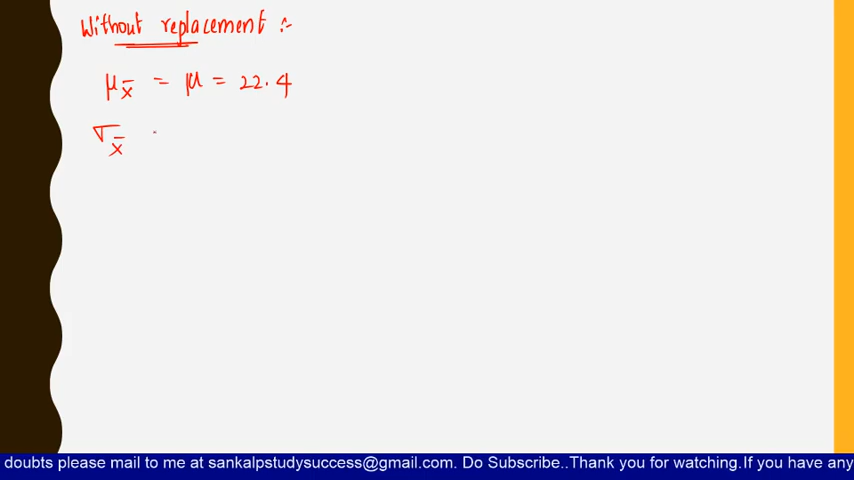 Without replacement :-
μx̄ = μ = 22.4
σx̄
doubts please mail to me at sankalpstudysuccess@gmail.com. Do Subscribe..Thank you for watching.If you have any